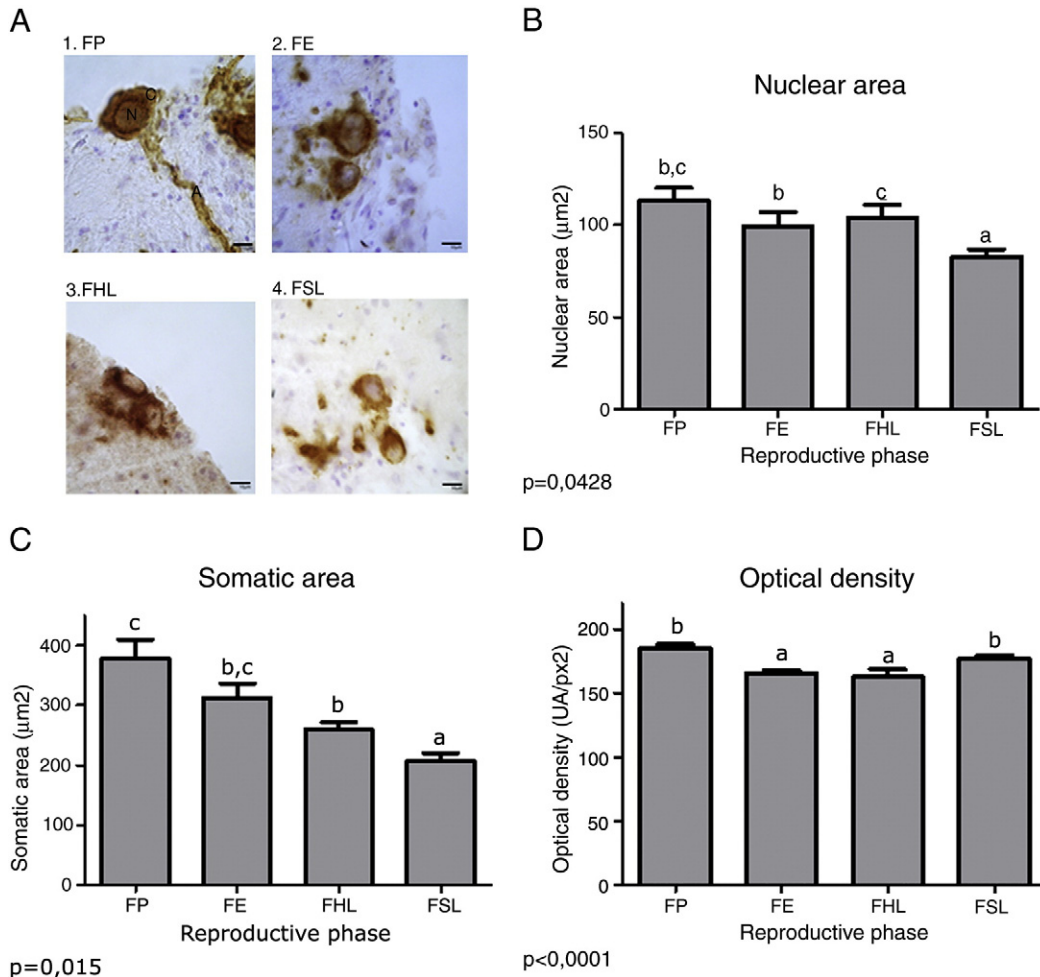 A
1. FP
2. FE
C
N
A
3.FHL
4. FSL
B
Nuclear area
Nuclear area (µm2)
150
100
50
0
b,c
b
c
a
FP FE FHL FSL
Reproductive phase
p=0,0428
C
Somatic area
Somatic area (µm2)
400
300
200
100
0
c
b,c
b
a
FP FE FHL FSL
Reproductive phase
p=0,015
D
Optical density
Optical density (UA/px2)
200
150
100
50
0
b
a
a
b
FP FE FHL FSL
Reproductive phase
p<0,0001